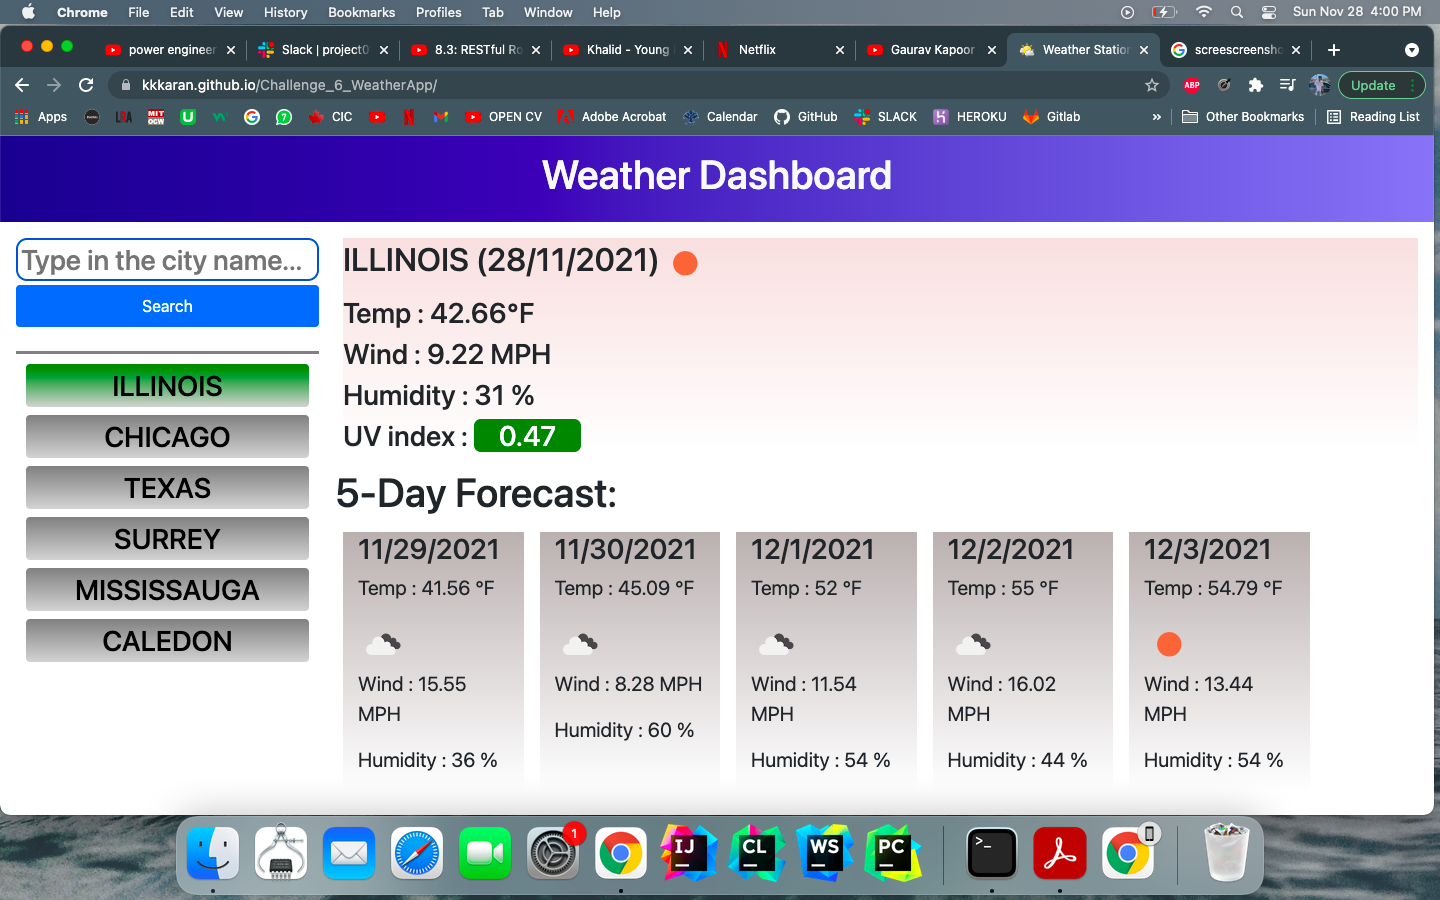 Chrome File Edit View History Bookmarks Profiles Tab Window Help Sun Nov 28 4:00 PM
power engineer Slack | project0 8.3: RESTful Ro Khalid - Young Netflix Gaurav Kapoor Weather Station screescreensho
kkkaran.github.io/Challenge_6_WeatherApp/ ABP Update
Apps LRA MIT OCW U CIC OPEN CV Adobe Acrobat Calendar GitHub SLACK HEROKU Gitlab » Other Bookmarks Reading List
Weather Dashboard
Type in the city name...
Search
ILLINOIS
CHICAGO
TEXAS
SURREY
MISSISSAUGA
CALEDON
ILLINOIS (28/11/2021)
Temp : 42.66°F
Wind : 9.22 MPH
Humidity : 31 %
UV index : 0.47
5-Day Forecast:
11/29/2021
Temp : 41.56 °F
Wind : 15.55
MPH
Humidity : 36 %
11/30/2021
Temp : 45.09 °F
Wind : 8.28 MPH
Humidity : 60 %
12/1/2021
Temp : 52 °F
Wind : 11.54
MPH
Humidity : 54 %
12/2/2021
Temp : 55 °F
Wind : 16.02
MPH
Humidity : 44 %
12/3/2021
Temp : 54.79 °F
Wind : 13.44
MPH
Humidity : 54 %
1 IJ CL WS PC >_